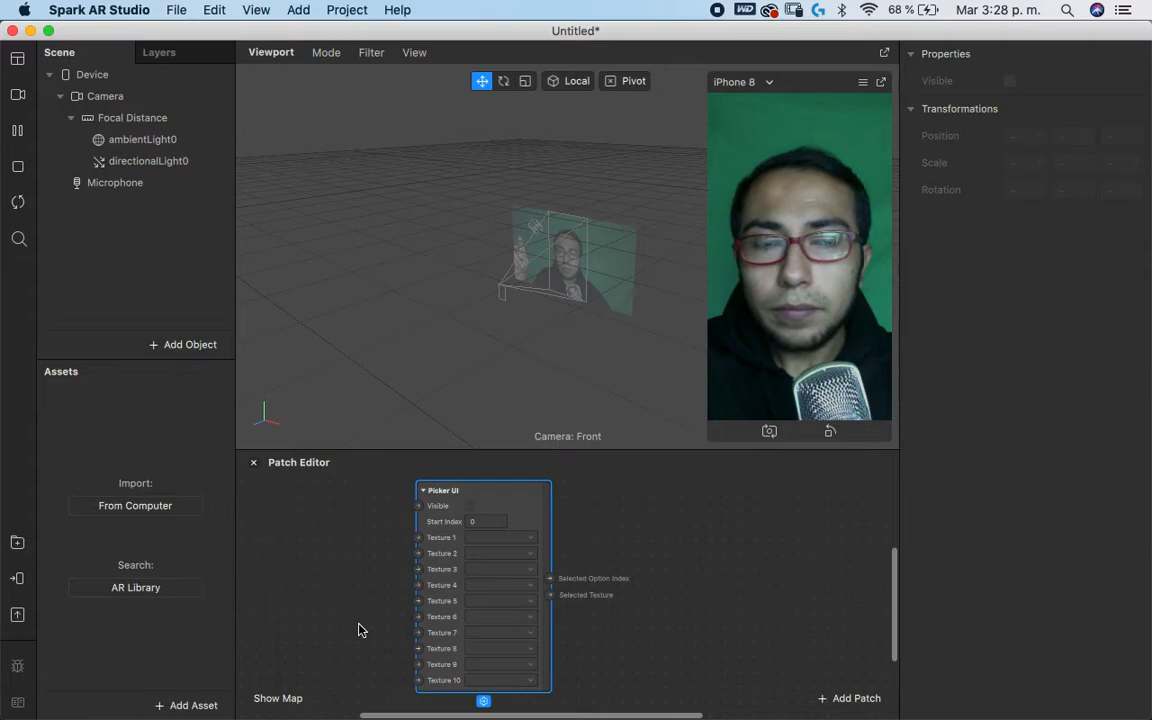 Spark AR Studio File Edit View Add Project Help
68 % Mar 3:28 p. m.
Untitled*
Scene Layers
Device
Camera
Focal Distance
ambientLight0
directionalLight0
Microphone
+ Add Object
Viewport Mode Filter View
Local Pivot
iPhone 8
Camera: Front
Properties
Visible
Transformations
Position
Scale
Rotation
Assets
Import:
From Computer
Search:
AR Library
+ Add Asset
Patch Editor
Picker UI
Visible
Start Index 0
Texture 1
Texture 2
Texture 3
Texture 4
Texture 5
Texture 6
Texture 7
Texture 8
Texture 9
Texture 10
Selected Option Index
Selected Texture
Show Map
+ Add Patch